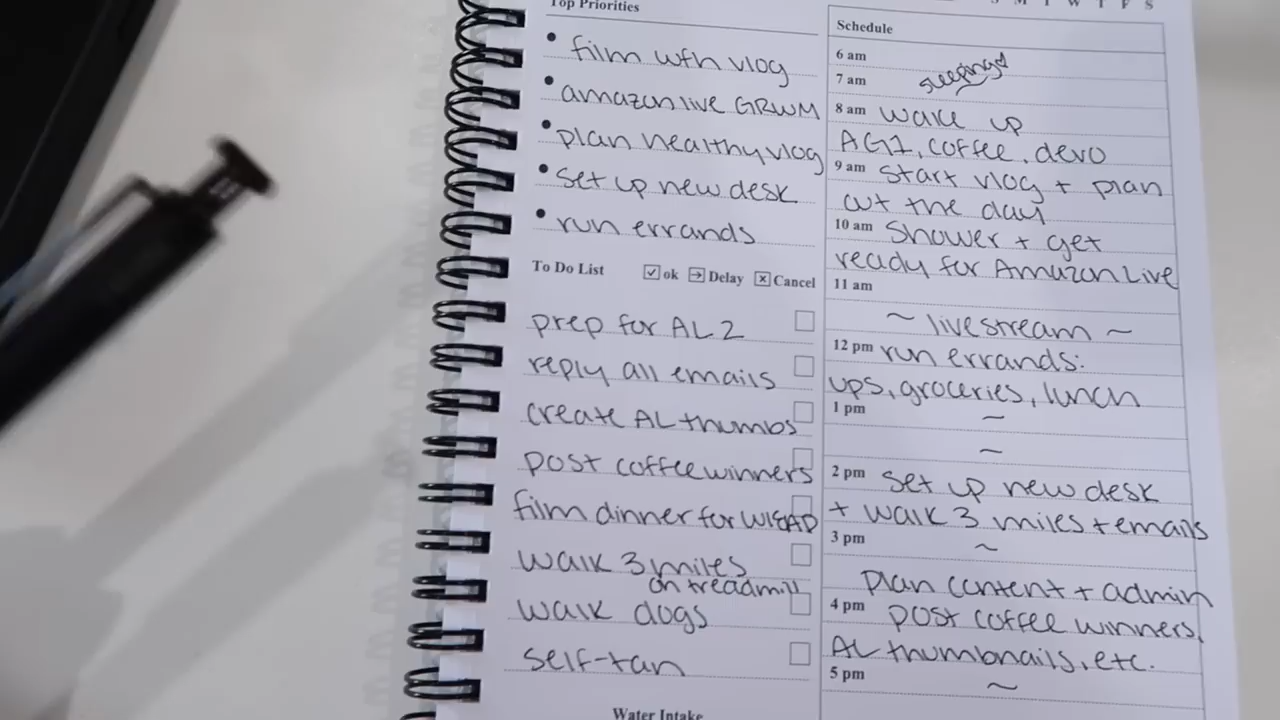 Top Priorities
• film wfh vlog
• amazon live GRWM
• plan healthy vlog
• set up new desk
• run errands
To Do List ok Delay Cancel
prep for AL 2
reply all emails
create AL thumbs
post coffee winners
film dinner for WIEAD
walk 3 miles
on treadmill
walk dogs
self-tan
Water Intake
S M T W T F S
Schedule
6 am
7 am sleeping!
8 am wake up
AG1, coffee, devo
9 am start vlog + plan
out the day
10 am shower + get
ready for Amazon Live
11 am
~ livestream ~
12 pm run errands:
ups, groceries, lunch
1 pm ~
~
2 pm set up new desk
+ walk 3 miles + emails
3 pm ~
plan content + admin
4 pm post coffee winners,
AL thumbnails, etc.
5 pm ~